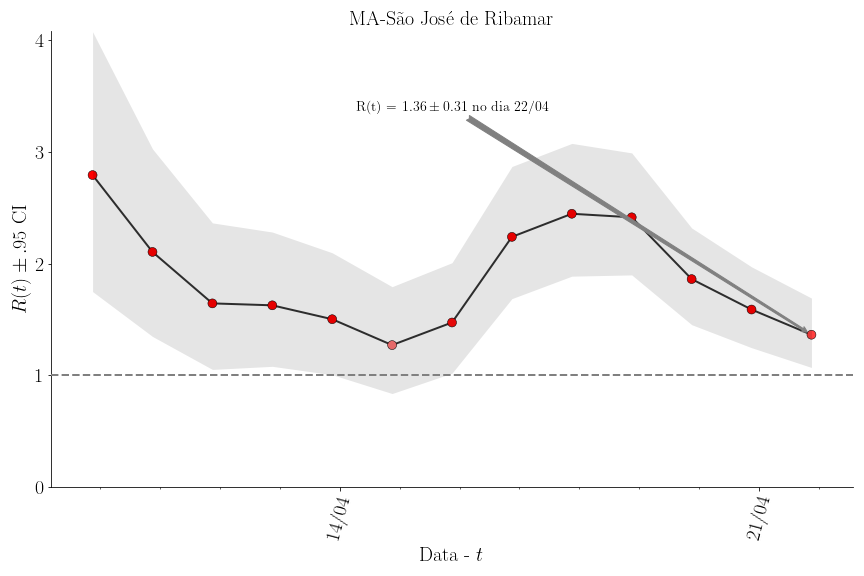 MA-São José de Ribamar
R(t) = 1.36 ± 0.31 no dia 22/04
R(t) ± .95 CI
4
3
2
1
0
14/04
21/04
Data - t